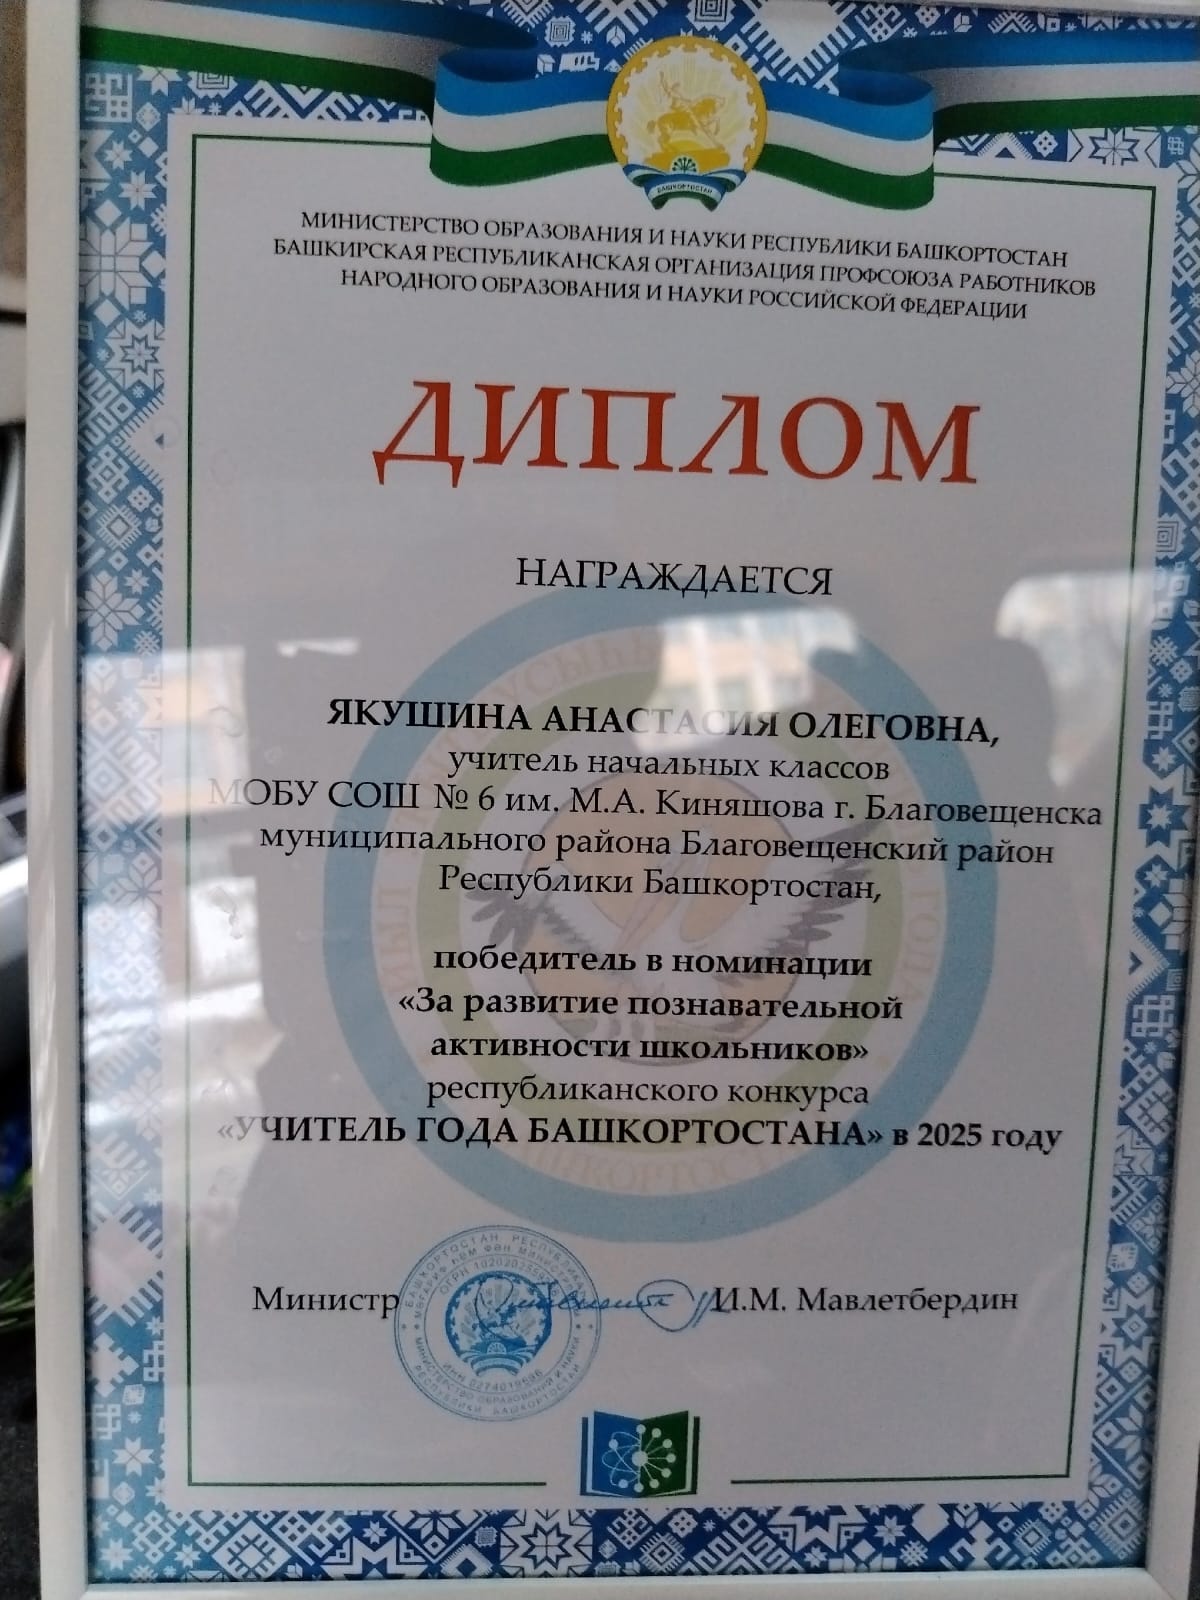 БАШКОРТОСТАН
МИНИСТЕРСТВО ОБРАЗОВАНИЯ И НАУКИ РЕСПУБЛИКИ БАШКОРТОСТАН
БАШКИРСКАЯ РЕСПУБЛИКАНСКАЯ ОРГАНИЗАЦИЯ ПРОФСОЮЗА РАБОТНИКОВ
НАРОДНОГО ОБРАЗОВАНИЯ И НАУКИ РОССИЙСКОЙ ФЕДЕРАЦИИ
ДИПЛОМ
НАГРАЖДАЕТСЯ
ЯКУШИНА АНАСТАСИЯ ОЛЕГОВНА,
учитель начальных классов
МОБУ СОШ № 6 им. М.А. Киняшова г. Благовещенска
муниципального района Благовещенский район
Республики Башкортостан,
победитель в номинации
«За развитие познавательной
активности школьников»
республиканского конкурса
«УЧИТЕЛЬ ГОДА БАШКОРТОСТАНА» в 2025 году
Министр И.М. Мавлетбердин